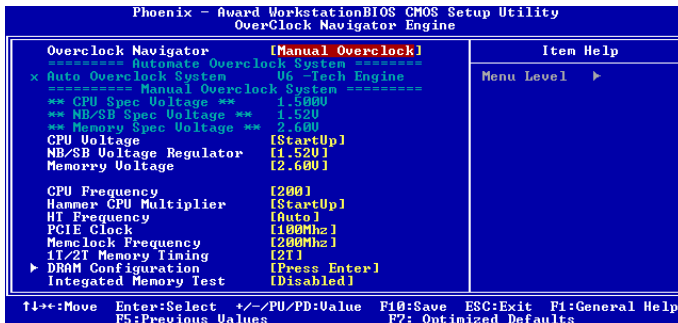 Phoenix - Award WorkstationBIOS CMOS Setup Utility
OverClock Navigator Engine
Overclock Navigator [Manual Overclock]
========= Automate Overclock System ========
x Auto Overclock System V6 -Tech Engine
========== Manual Overclock System =========
** CPU Spec Voltage ** 1.500V
** NB/SB Spec Voltage ** 1.52V
** Memory Spec Voltage ** 2.60V
CPU Voltage [StartUp]
NB/SB Voltage Regulator [1.52V]
Memorry Voltage [2.60V]
CPU Frequency [200]
Hammer CPU Multiplier [StartUp]
HT Frequency [Auto]
PCIE Clock [100Mhz]
Memclock Frequency [200Mhz]
1T/2T Memory Timing [2T]
▶ DRAM Configuration [Press Enter]
Integated Memory Test [Disabled]
Item Help
Menu Level ▶
↑↓→←:Move Enter:Select +/-/PU/PD:Value F10:Save ESC:Exit F1:General Help
F5:Previous Values F7: Optimized Defaults